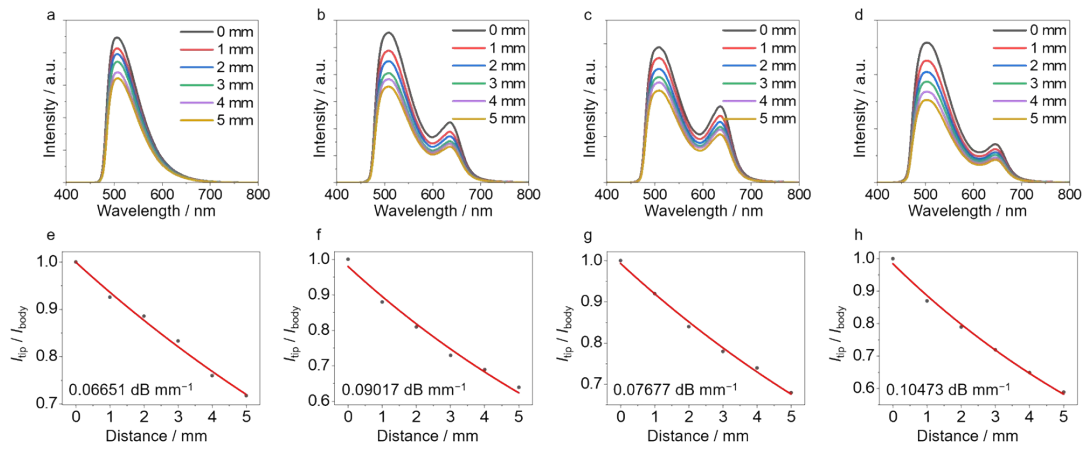 a
0 mm
1 mm
2 mm
3 mm
4 mm
5 mm
Intensity / a.u.
400 500 600 700 800
Wavelength / nm
b
0 mm
1 mm
2 mm
3 mm
4 mm
5 mm
Intensity / a.u.
400 500 600 700 800
Wavelength / nm
c
0 mm
1 mm
2 mm
3 mm
4 mm
5 mm
Intensity / a.u.
400 500 600 700 800
Wavelength / nm
d
0 mm
1 mm
2 mm
3 mm
4 mm
5 mm
Intensity / a.u.
400 500 600 700 800
Wavelength / nm
e
1.0
0.9
0.8
0.7
Itip / Ibody
0.06651 dB mm⁻¹
0 1 2 3 4 5
Distance / mm
f
1.0
0.9
0.8
0.7
0.6
Itip / Ibody
0.09017 dB mm⁻¹
0 1 2 3 4 5
Distance / mm
g
1.0
0.9
0.8
0.7
Itip / Ibody
0.07677 dB mm⁻¹
0 1 2 3 4 5
Distance / mm
h
1.0
0.9
0.8
0.7
0.6
Itip / Ibody
0.10473 dB mm⁻¹
0 1 2 3 4 5
Distance / mm